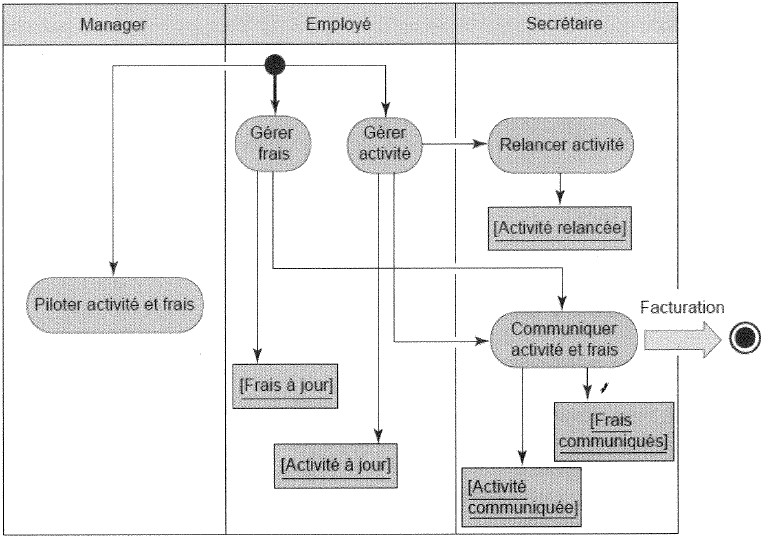 Manager
Employé
Secrétaire
Gérer
frais
Gérer
activité
Relancer activité
[Activité relancée]
Piloter activité et frais
Communiquer
activité et frais
Facturation
[Frais à jour]
[Frais
communiqués]
[Activité à jour]
[Activité
communiquée]